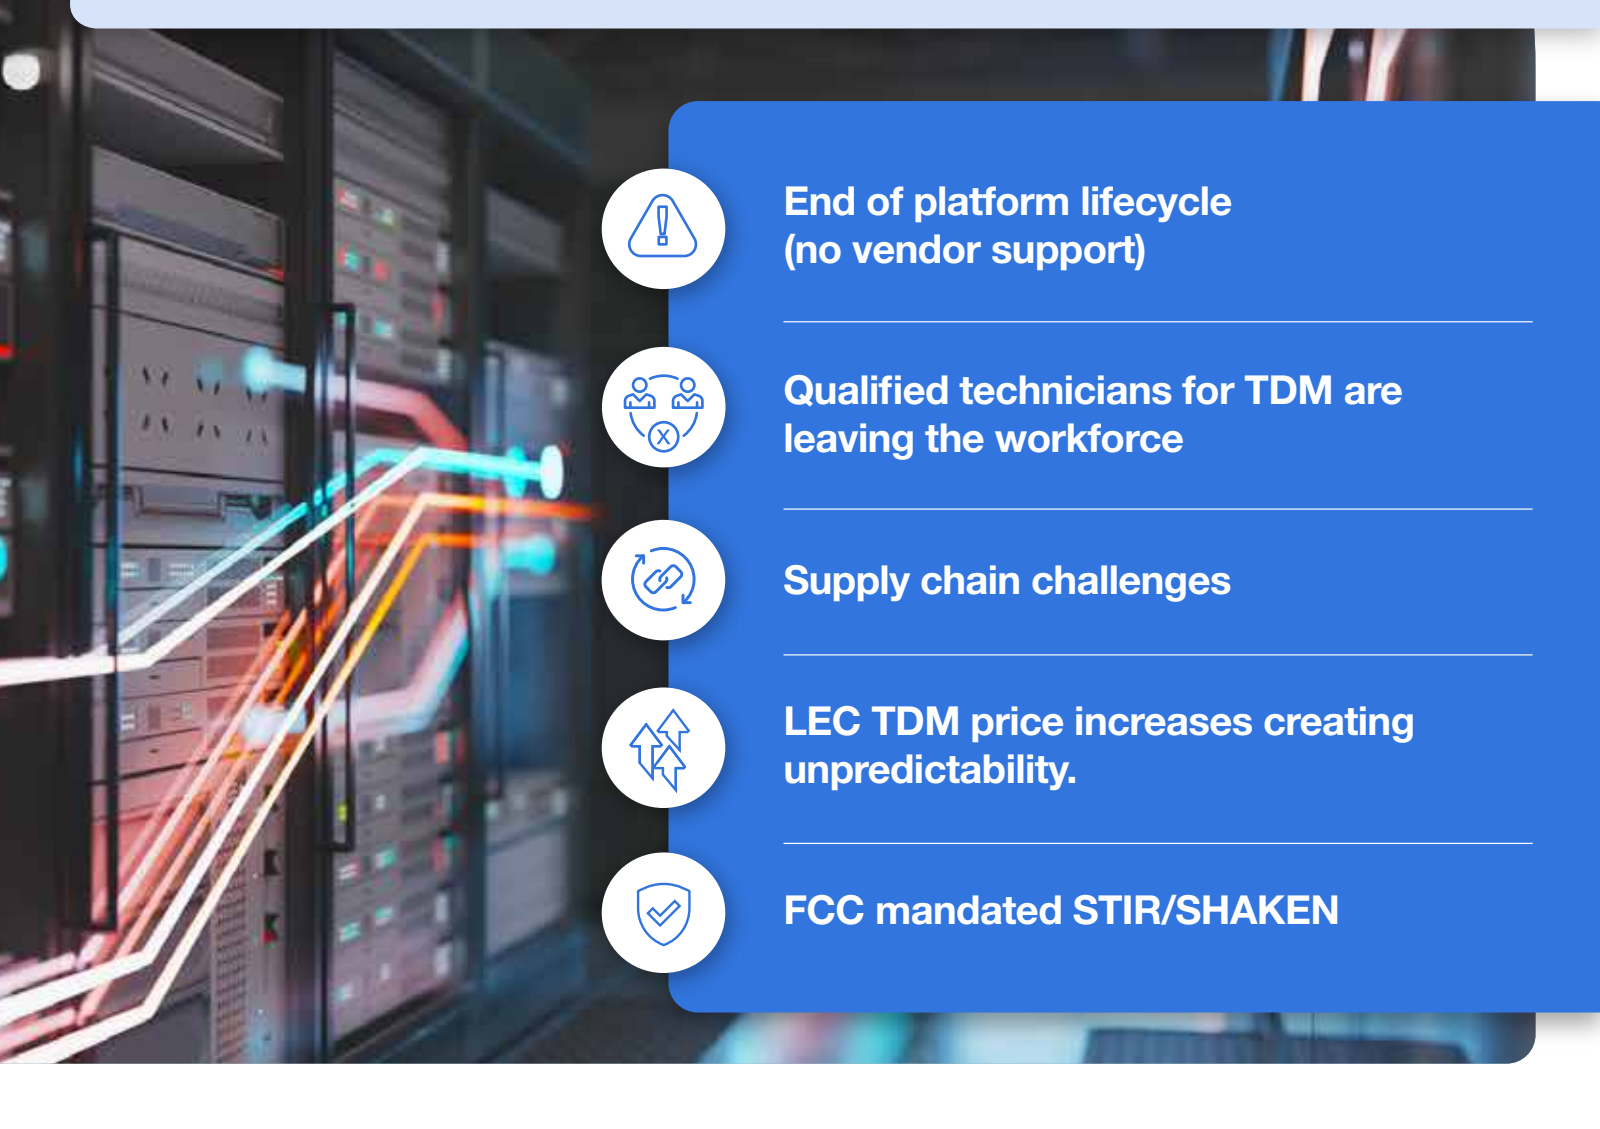 End of platform lifecycle
(no vendor support)
Qualified technicians for TDM are
leaving the workforce
Supply chain challenges
LEC TDM price increases creating
unpredictability.
FCC mandated STIR/SHAKEN